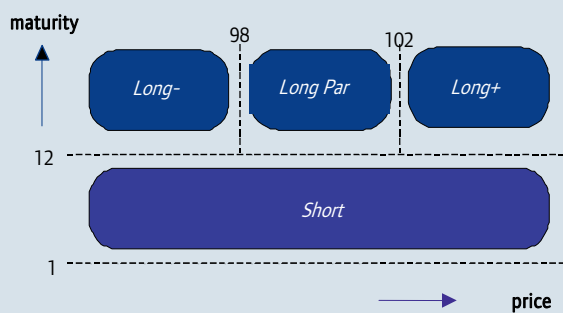 maturity
98
102
Long-
Long Par
Long+
12
Short
1
price